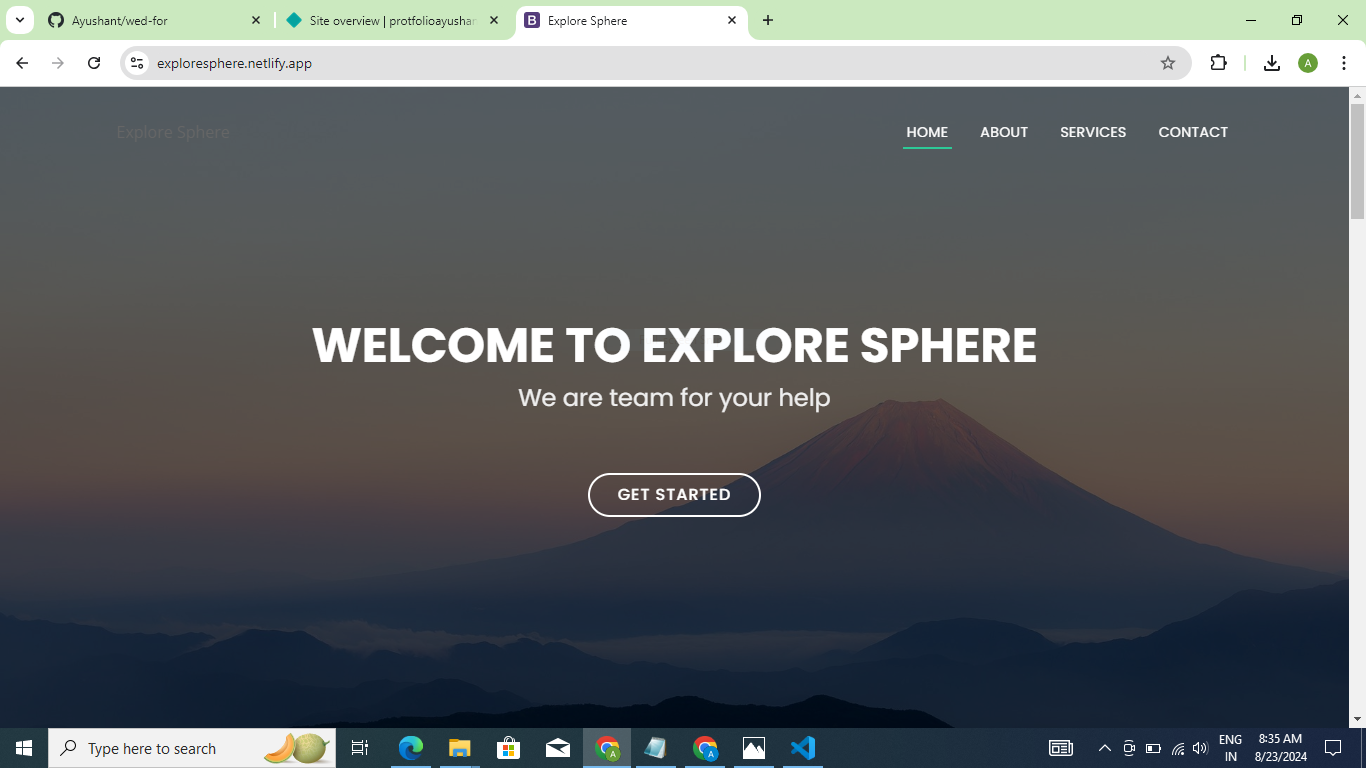 Ayushant/wed-for
Site overview | protfolioayushan
Explore Sphere
exploresphere.netlify.app
A
Explore Sphere
HOME ABOUT SERVICES CONTACT
WELCOME TO EXPLORE SPHERE
We are team for your help
GET STARTED
Type here to search
ENG
IN
8:35 AM
8/23/2024